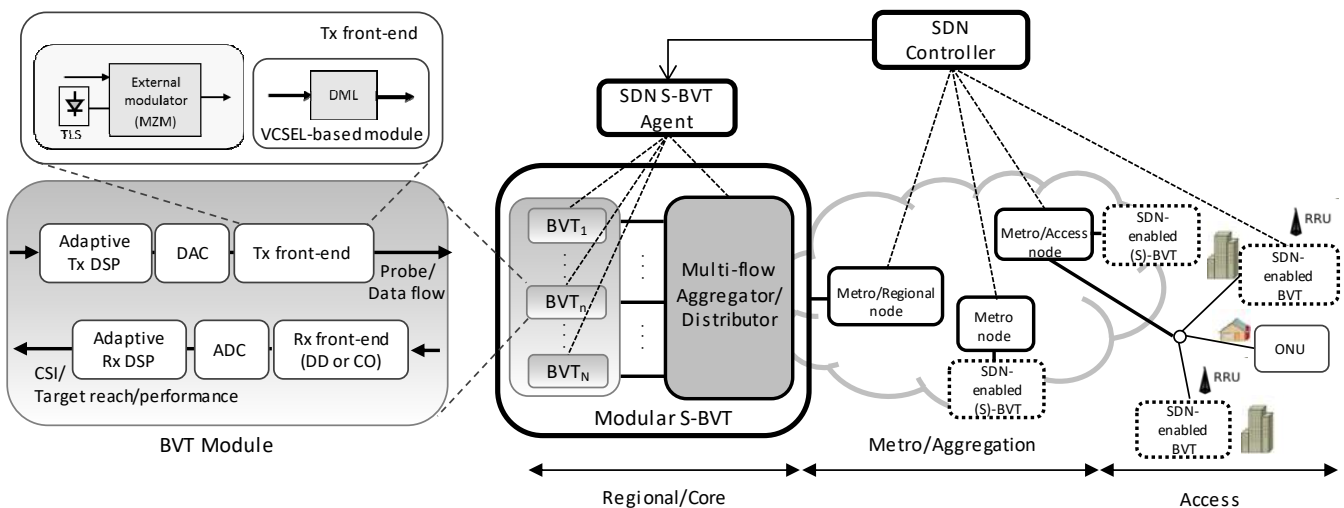 Tx front-end
TLS
External
modulator
(MZM)
DML
VCSEL-based module
Adaptive
Tx DSP
DAC
Tx front-end
Probe/
Data flow
Adaptive
Rx DSP
ADC
Rx front-end
(DD or CO)
CSI/
Target reach/performance
BVT Module
SDN
Controller
SDN S-BVT
Agent
BVT1
BVTn
BVTN
Multi-flow
Aggregator/
Distributor
Modular S-BVT
Metro/Regional
node
Metro
node
SDN-
enabled
(S)-BVT
Metro/Access
node
SDN-
enabled
(S)-BVT
RRU
SDN-
enabled
BVT
ONU
RRU
SDN-
enabled
BVT
Metro/Aggregation
Regional/Core
Access